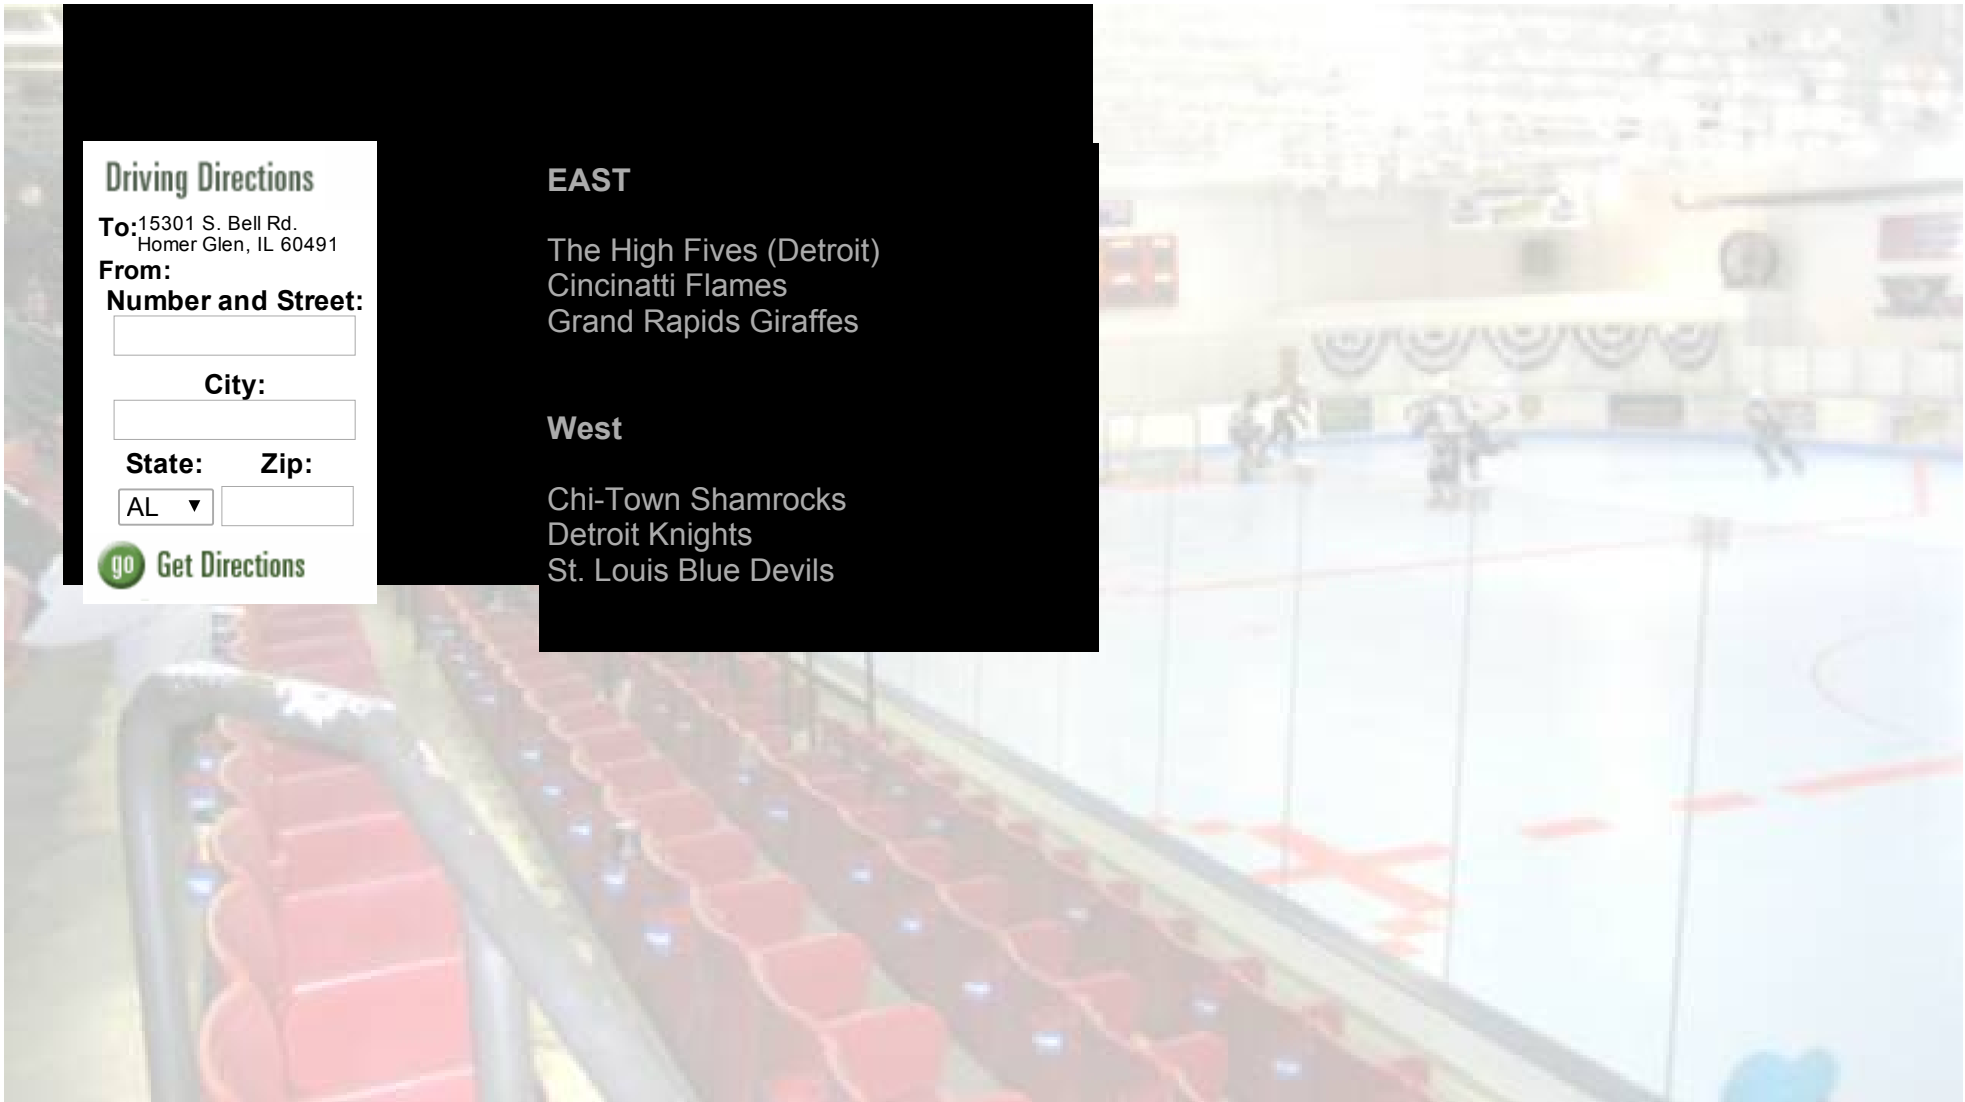 Driving Directions
To: 15301 S. Bell Rd.
Homer Glen, IL 60491
From:
Number and Street:
City:
State: Zip:
AL
go Get Directions
EAST
The High Fives (Detroit)
Cincinatti Flames
Grand Rapids Giraffes
West
Chi-Town Shamrocks
Detroit Knights
St. Louis Blue Devils